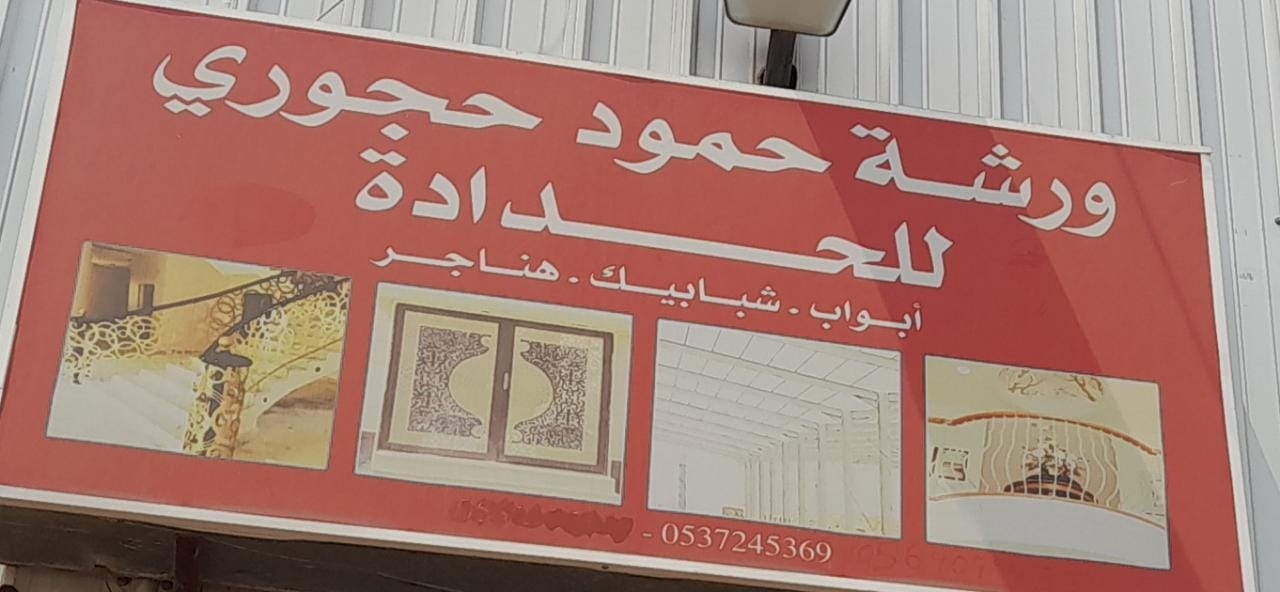 ورشة حمود حجوري
للحدادة
أبواب . شبابيك . هناجر
- 0537245369